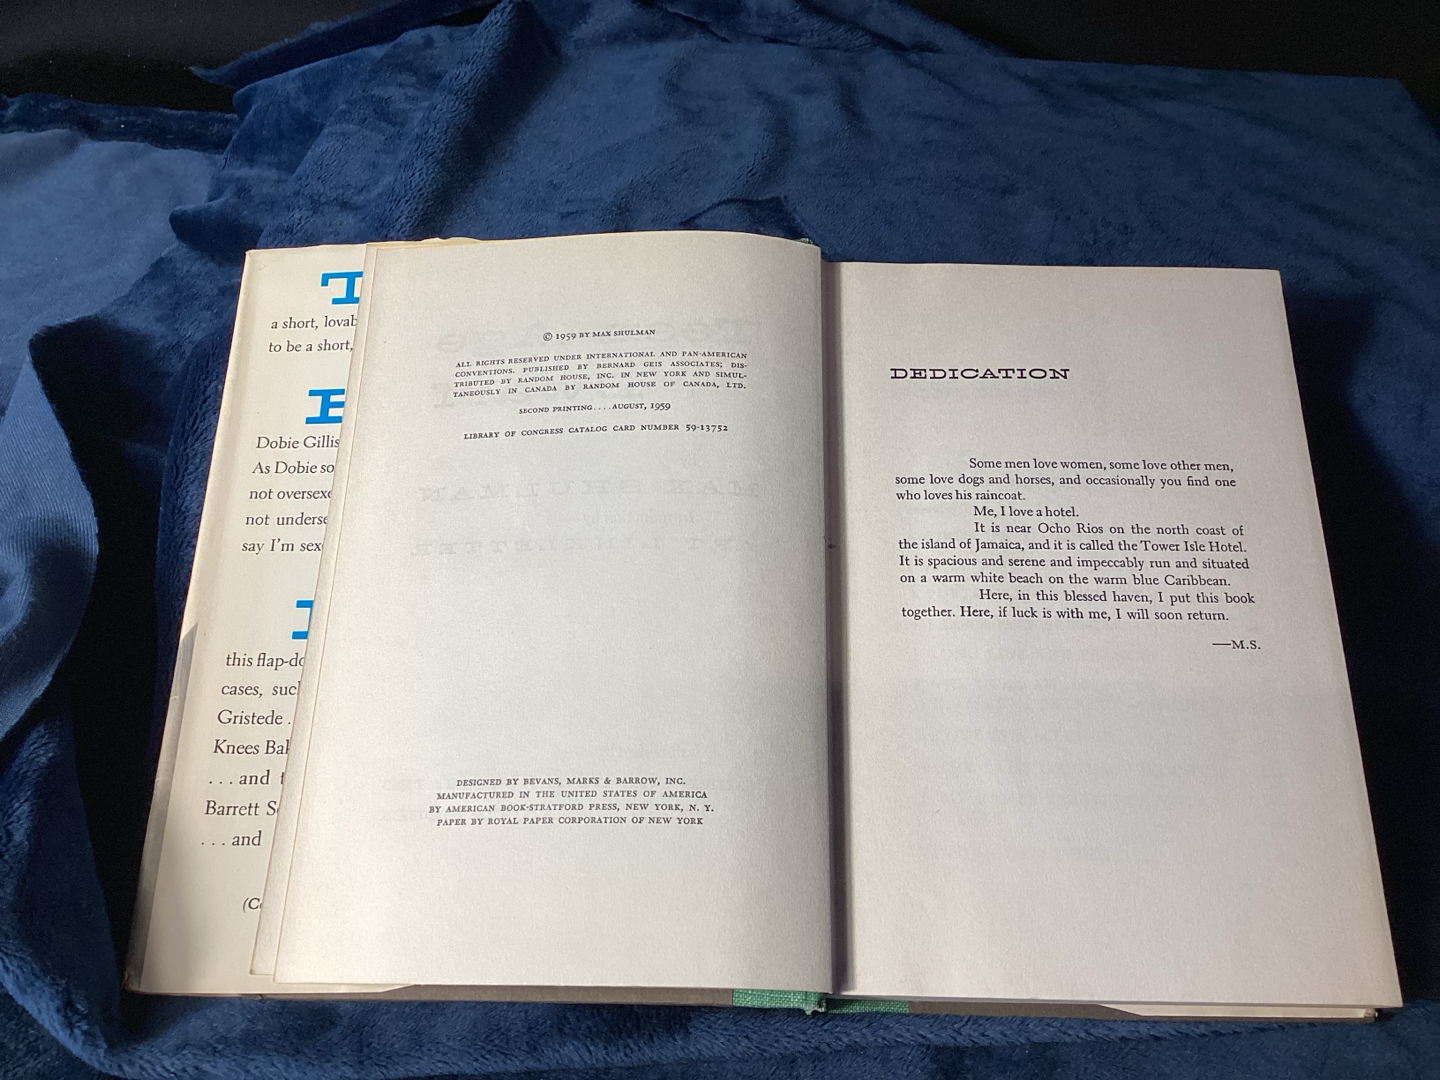 T
a short, lovab
to be a short,
Dobie Gillis
As Dobie so
not oversexe
not underse
say I'm sex
this flap-do
cases, suc
Gristede .
Knees Bak
... and t
Barrett S
... and
(Co
© 1959 BY MAX SHULMAN
ALL RIGHTS RESERVED UNDER INTERNATIONAL AND PAN-AMERICAN
CONVENTIONS. PUBLISHED BY BERNARD GEIS ASSOCIATES; DIS-
TRIBUTED BY RANDOM HOUSE, INC. IN NEW YORK AND SIMUL-
TANEOUSLY IN CANADA BY RANDOM HOUSE OF CANADA, LTD.
SECOND PRINTING....AUGUST, 1959
LIBRARY OF CONGRESS CATALOG CARD NUMBER 59-13752
DESIGNED BY BEVANS, MARKS & BARROW, INC.
MANUFACTURED IN THE UNITED STATES OF AMERICA
BY AMERICAN BOOK-STRATFORD PRESS, NEW YORK, N. Y.
PAPER BY ROYAL PAPER CORPORATION OF NEW YORK
DEDICATION
Some men love women, some love other men,
some love dogs and horses, and occasionally you find one
who loves his raincoat.
Me, I love a hotel.
It is near Ocho Rios on the north coast of
the island of Jamaica, and it is called the Tower Isle Hotel.
It is spacious and serene and impeccably run and situated
on a warm white beach on the warm blue Caribbean.
Here, in this blessed haven, I put this book
together. Here, if luck is with me, I will soon return.
—M.S.